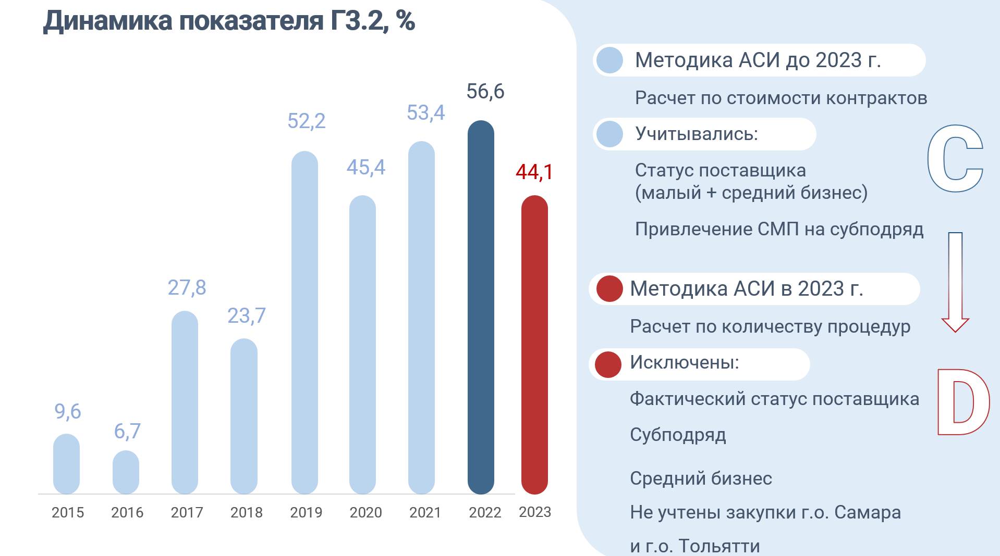 Динамика показателя Г3.2, %
9,6
6,7
27,8
23,7
52,2
45,4
53,4
56,6
44,1
2015
2016
2017
2018
2019
2020
2021
2022
2023
Методика АСИ до 2023 г.
Расчет по стоимости контрактов
Учитывались:
Статус поставщика
(малый + средний бизнес)
Привлечение СМП на субподряд
C
Методика АСИ в 2023 г.
Расчет по количеству процедур
Исключены:
Фактический статус поставщика
Субподряд
Средний бизнес
Не учтены закупки г.о. Самара
и г.о. Тольятти
D